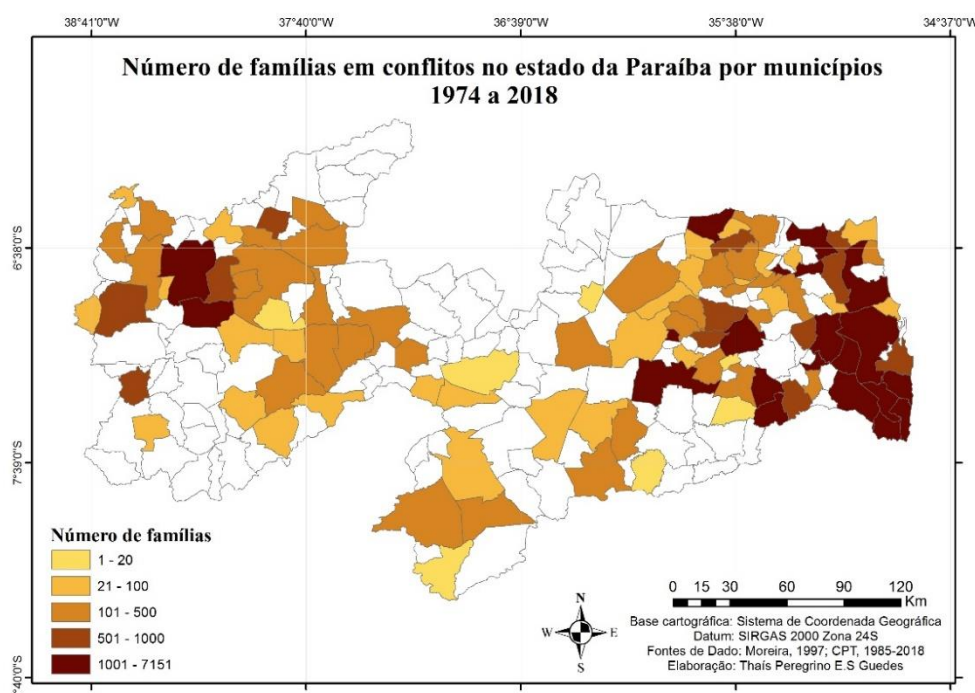 38°41'0"W 37°40'0"W 36°39'0"W 35°38'0"W 34°37'0"W
Número de famílias em conflitos no estado da Paraíba por municípios
1974 a 2018
6°38'0"S
7°39'0"S
°40'0"S
Número de famílias
1 - 20
21 - 100
101 - 500
501 - 1000
1001 - 7151
N
W E
S
0 15 30 60 90 120
Km
Base cartográfica: Sistema de Coordenada Geográfica
Datum: SIRGAS 2000 Zona 24S
Fontes de Dado: Moreira, 1997; CPT, 1985-2018
Elaboração: Thaís Peregrino E.S Guedes